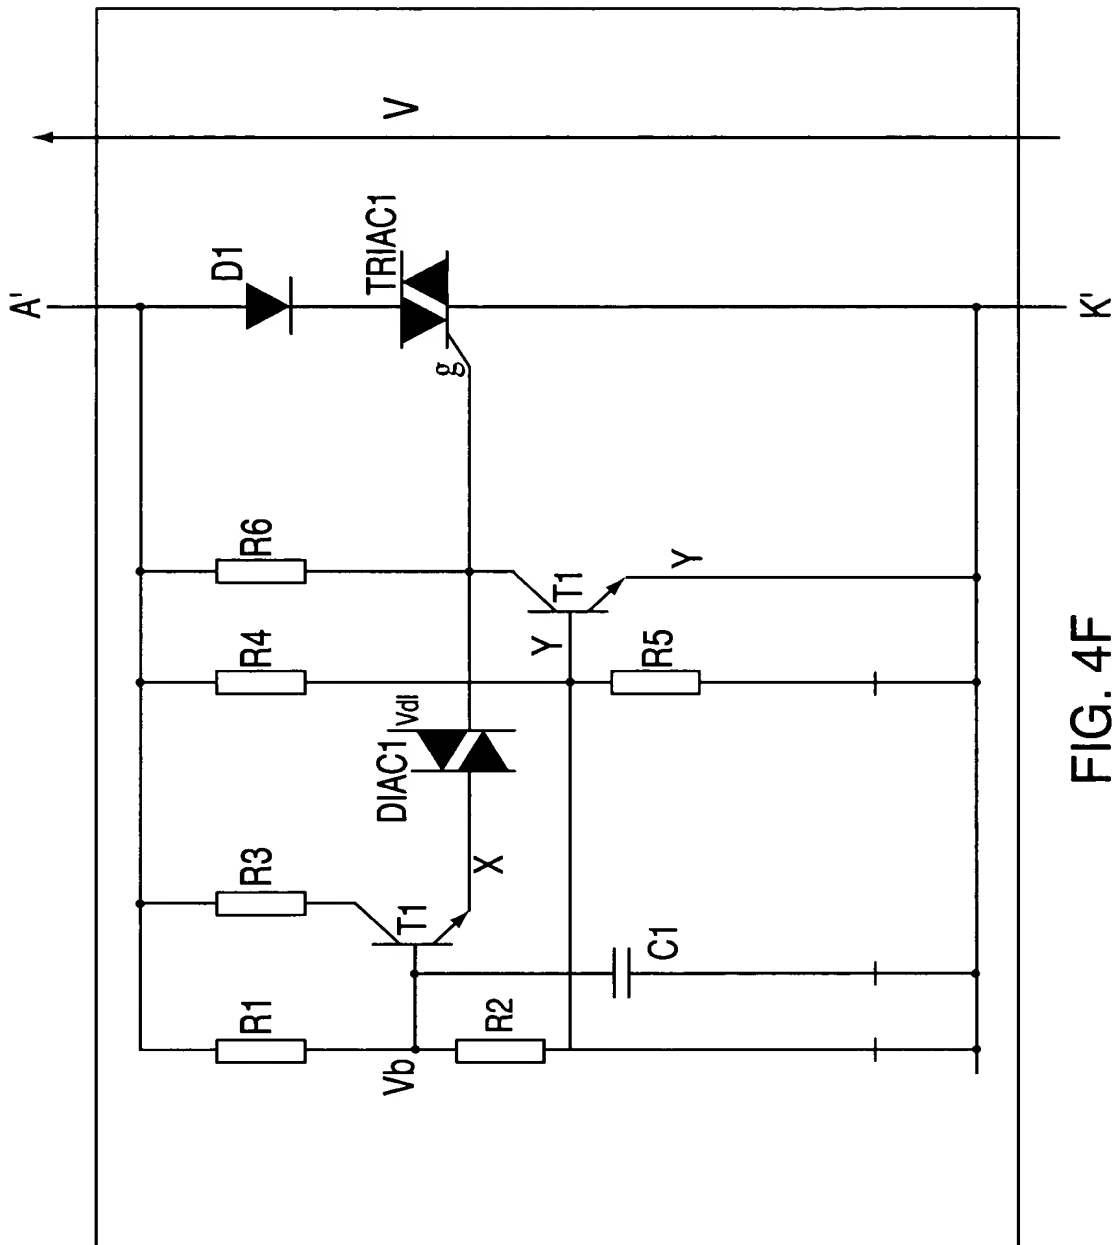 A'
V
D1
TRIAC1
g
R6
R4
R3
R1
DIAC1
Vdl
T1
Y
T1
Y
X
R5
C1
R2
Vb
K'
FIG. 4F